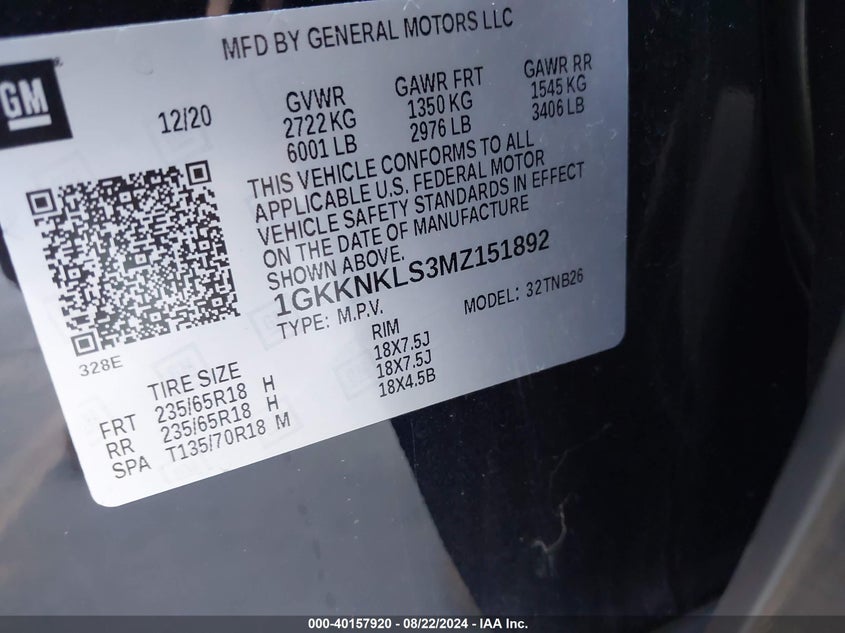 MFD BY GENERAL MOTORS LLC
GM
12/20
GVWR
2722 KG
6001 LB
GAWR FRT
1350 KG
2976 LB
GAWR RR
1545 KG
3406 LB
THIS VEHICLE CONFORMS TO ALL
APPLICABLE U.S. FEDERAL MOTOR
VEHICLE SAFETY STANDARDS IN EFFECT
ON THE DATE OF MANUFACTURE
SHOWN ABOVE.
1GKKNKLS3MZ151892
TYPE: M.P.V. MODEL: 32TNB26
328E
TIRE SIZE RIM
FRT 235/65R18 H 18X7.5J
RR 235/65R18 H 18X7.5J
SPA T135/70R18 M 18X4.5B
000-40157920 - 08/22/2024 - IAA Inc.